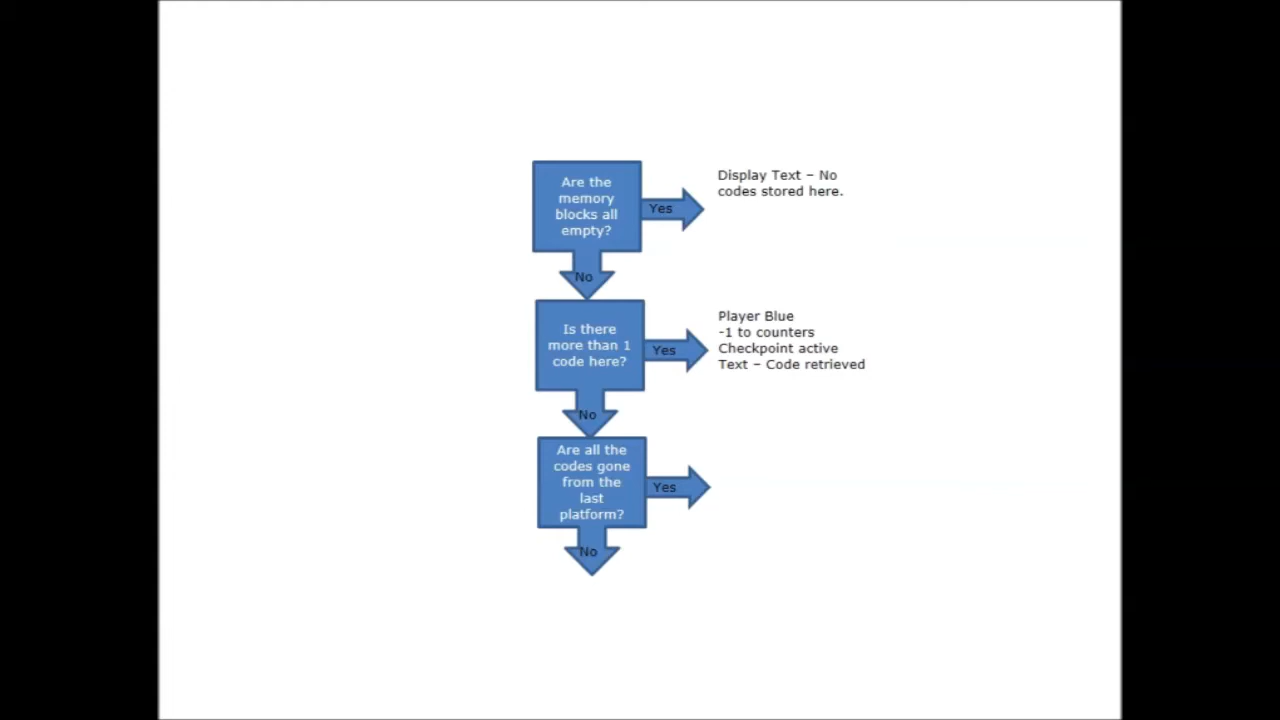 Are the
memory
blocks all
empty?
Yes
Display Text – No
codes stored here.
No
Is there
more than 1
code here?
Yes
Player Blue
-1 to counters
Checkpoint active
Text – Code retrieved
No
Are all the
codes gone
from the
last
platform?
Yes
No